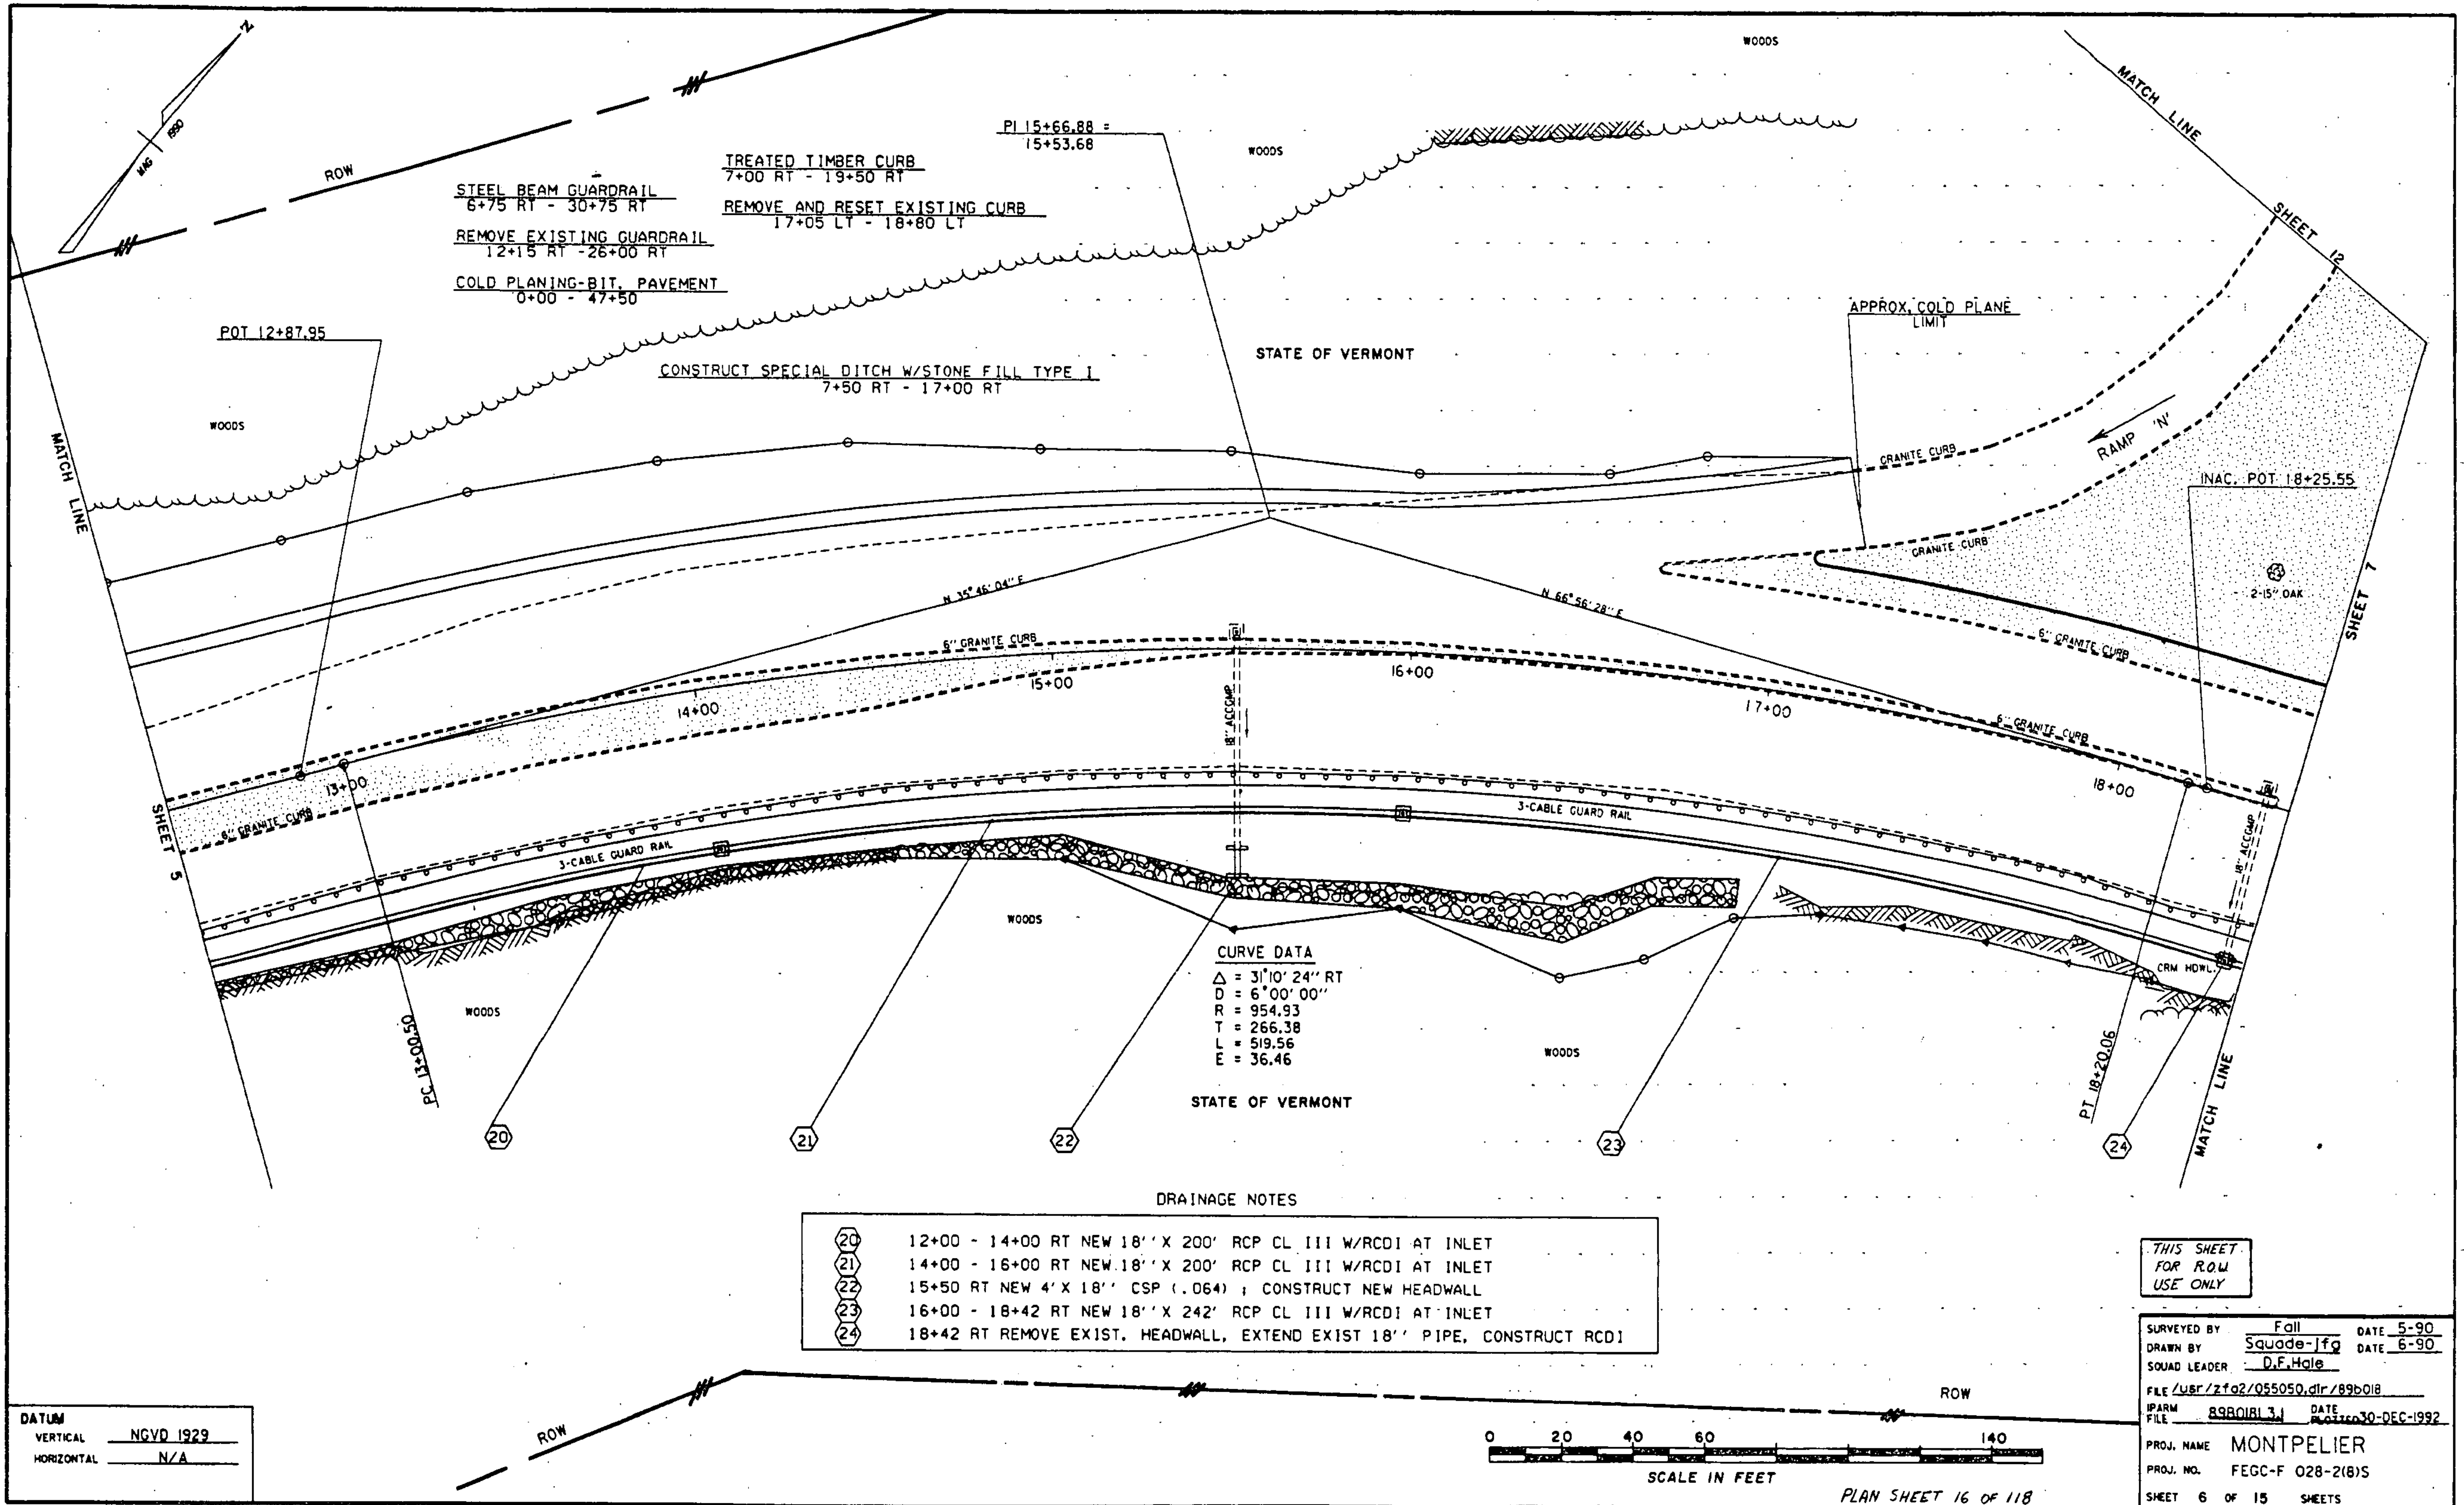 Z
MAG
1990
ROW
WOODS
MATCH LINE
SHEET 12
PI 15+66.88 =
15+53.68
WOODS
TREATED TIMBER CURB
7+00 RT - 19+50 RT
STEEL BEAM GUARDRAIL
6+75 RT - 30+75 RT
REMOVE AND RESET EXISTING CURB
17+05 LT - 18+80 LT
REMOVE EXISTING GUARDRAIL
12+15 RT -26+00 RT
COLD PLANING-BIT. PAVEMENT
0+00 - 47+50
POT 12+87.95
APPROX. COLD PLANE
LIMIT
STATE OF VERMONT
CONSTRUCT SPECIAL DITCH W/STONE FILL TYPE I
7+50 RT - 17+00 RT
WOODS
MATCH LINE
RAMP 'N'
GRANITE CURB
INAC. POT 18+25.55
GRANITE CURB
2-15" OAK
SHEET 7
N 35°46'04" E
N 66°56'28" E
6" GRANITE CURB
6" GRANITE CURB
15+00
16+00
14+00
17+00
18" ACCGMP
6" GRANITE CURB
13+00
18+00
SHEET 5
6" GRANITE CURB
3-CABLE GUARD RAIL
3-CABLE GUARD RAIL
18" ACCGMP
WOODS
CRM HDWL.
CURVE DATA
Δ = 31°10'24" RT
D = 6°00'00"
R = 954.93
T = 266.38
L = 519.56
E = 36.46
WOODS
WOODS
PC 13+00.50
PT 18+20.06
MATCH LINE
STATE OF VERMONT
20
21
22
23
24
DRAINAGE NOTES
20 12+00 - 14+00 RT NEW 18'' X 200' RCP CL III W/RCDI AT INLET
21 14+00 - 16+00 RT NEW 18'' X 200' RCP CL III W/RCDI AT INLET
22 15+50 RT NEW 4' X 18'' CSP (.064) ; CONSTRUCT NEW HEADWALL
23 16+00 - 18+42 RT NEW 18'' X 242' RCP CL III W/RCDI AT INLET
24 18+42 RT REMOVE EXIST. HEADWALL, EXTEND EXIST 18'' PIPE, CONSTRUCT RCDI
THIS SHEET
FOR R.O.W
USE ONLY
SURVEYED BY Fall DATE 5-90
DRAWN BY Squade-jfg DATE 6-90
SQUAD LEADER D.F.Hale
FILE /usr/zfa2/055050.dir/89b018
IPARM FILE 89B018L3.1 DATE PLOTTED 30-DEC-1992
PROJ. NAME MONTPELIER
PROJ. NO. FEGC-F 028-2(8)S
SHEET 6 OF 15 SHEETS
ROW
ROW
DATUM
VERTICAL NGVD 1929
HORIZONTAL N/A
0 20 40 60 140
SCALE IN FEET
PLAN SHEET 16 OF 118